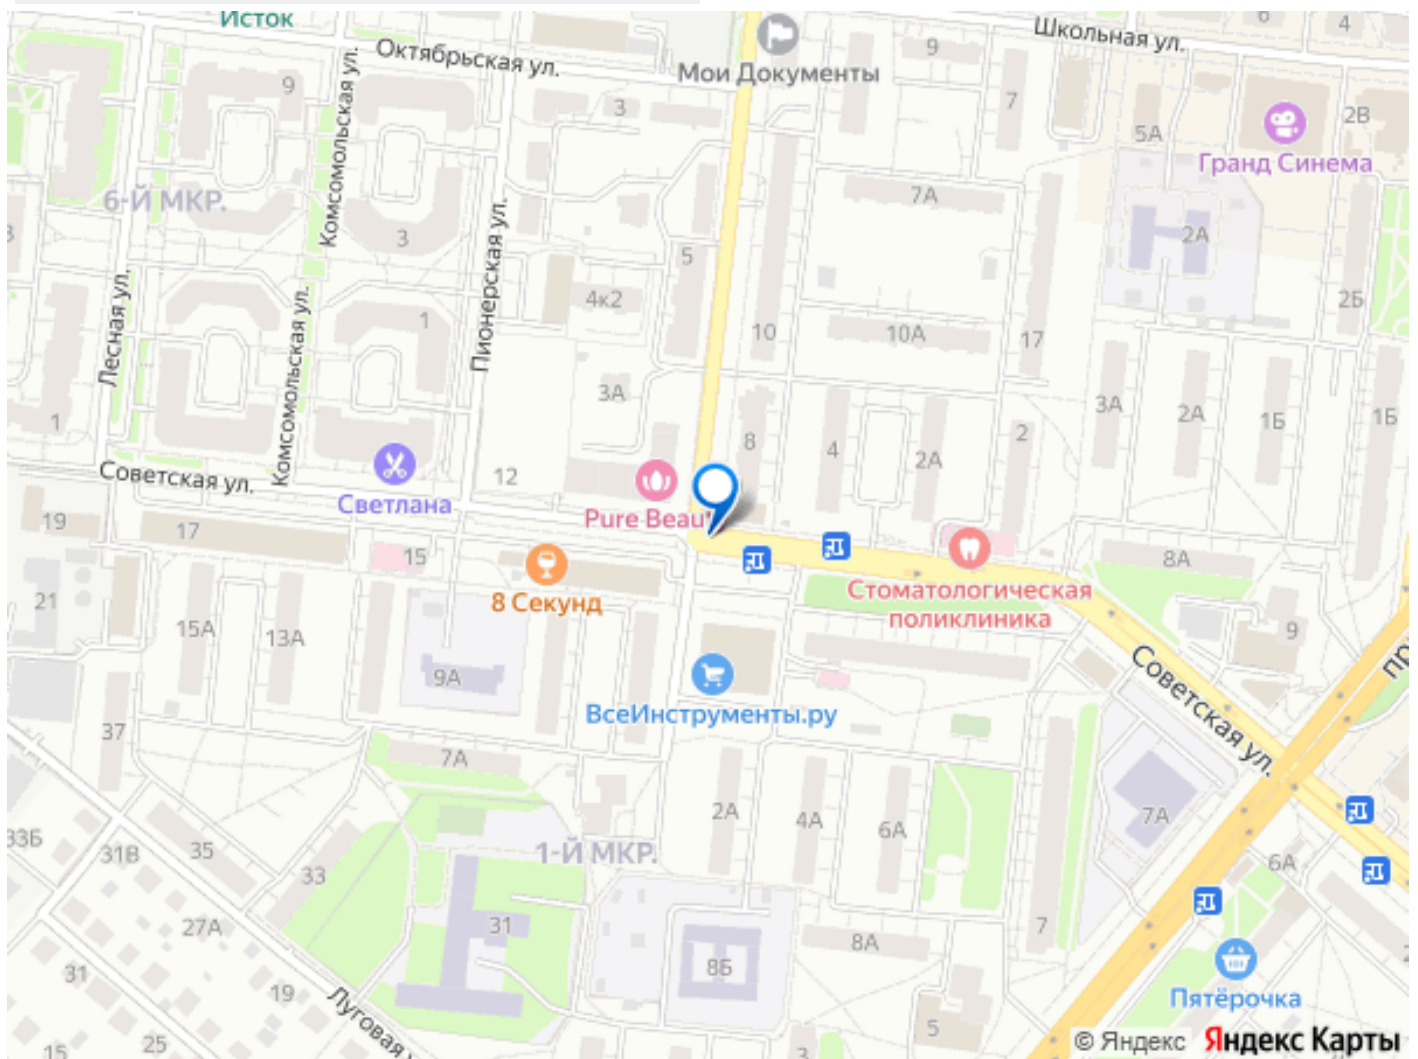 Исток
Октябрьская ул.
Мои Документы
Школьная ул.
6
4
9
9
3
7
5А
2В
Гранд Синема
Комсомольская ул.
6-Й МКР.
3
Пионерская ул.
5
7А
2А
4к2
10
10А
17
2Б
Лесная ул.
Комсомольская ул.
1
3А
1
3А
2А
1Б
1Б
8
4
2А
2
Советская ул.
Светлана
12
Pure Beau
19
17
15
8 Секунд
8А
Стоматологическая
поликлиника
21
15А
13А
9А
9
Советская ул.
ВсеИнструменты.ру
37
7А
2А
4А
6А
7А
33Б
31В
35
33
1-Й МКР.
6А
27А
31
8А
7
31
19
8Б
Пятёрочка
Луговая
25
15
5
3
© Яндекс Яндекс Карты